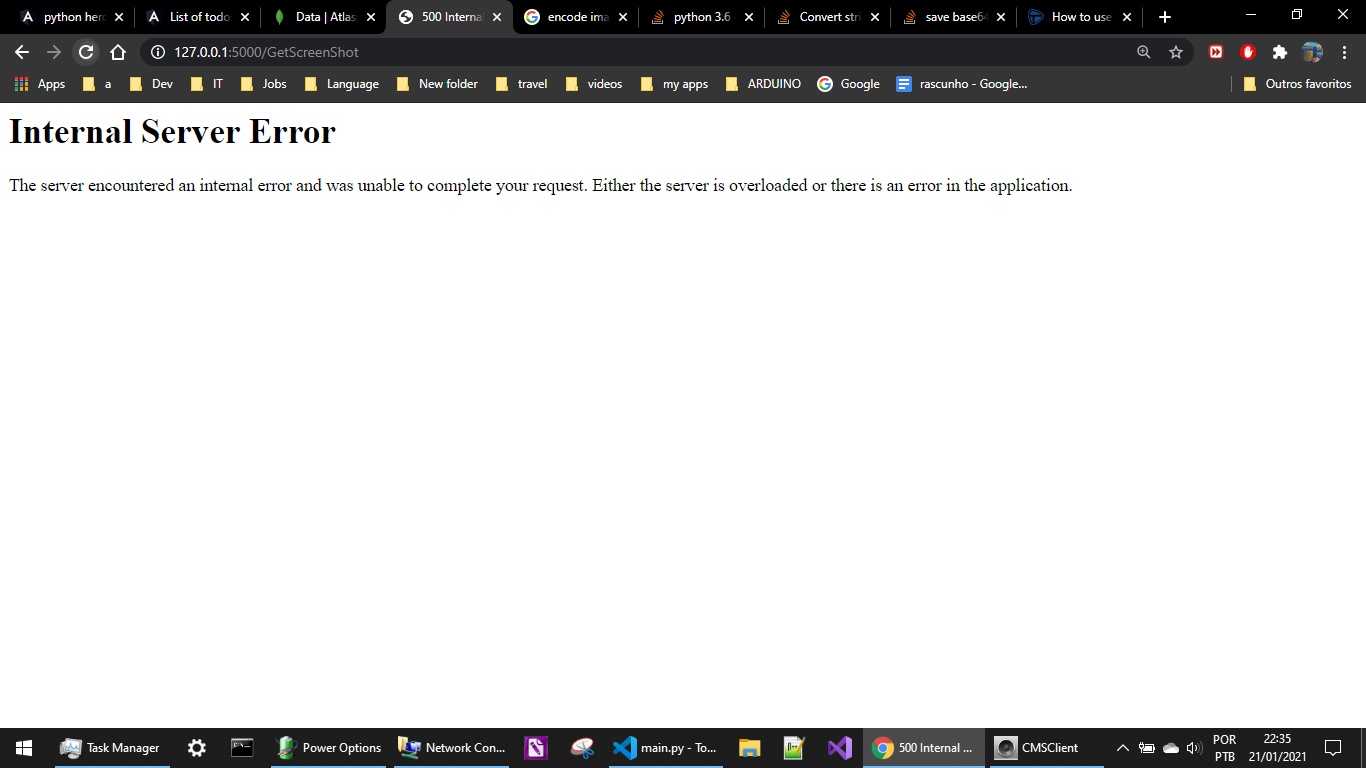 python herc
List of todo
Data | Atlas
500 Interna
encode ima
python 3.6
Convert stri
save base64
How to use
127.0.0.1:5000/GetScreenShot
Apps
a
Dev
IT
Jobs
Language
New folder
travel
videos
my apps
ARDUINO
Google
rascunho - Google...
Outros favoritos
Internal Server Error
The server encountered an internal error and was unable to complete your request. Either the server is overloaded or there is an error in the application.
Task Manager
Power Options
Network Con...
main.py - To...
500 Internal ...
CMSClient
POR
PTB
22:35
21/01/2021